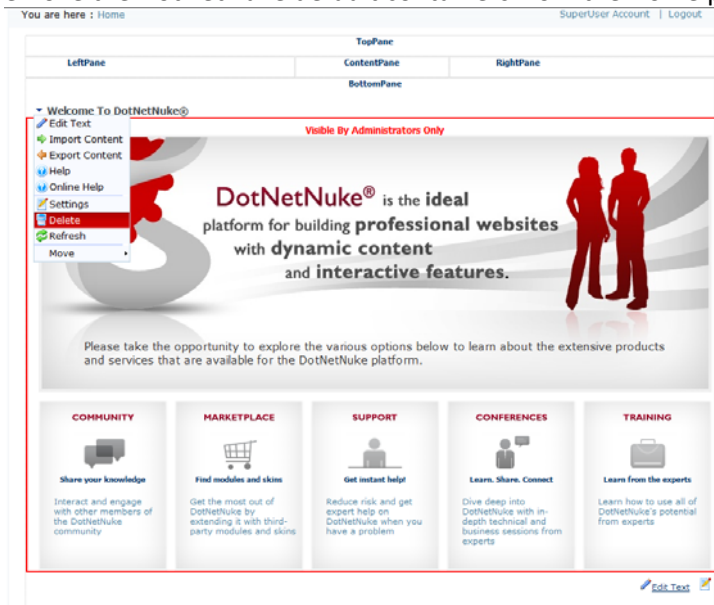 You are here : Home
SuperUser Account | Logout
TopPane
LeftPane ContentPane RightPane
BottomPane
Welcome To DotNetNuke®
Edit Text
Import Content
Export Content
Help
Online Help
Settings
Delete
Refresh
Move
Visible By Administrators Only
DotNetNuke® is the ideal
platform for building professional websites
with dynamic content
and interactive features.
Please take the opportunity to explore the various options below to learn about the extensive products
and services that are available for the DotNetNuke platform.
COMMUNITY
Share your knowledge
Interact and engage
with other members of
the DotNetNuke
community
MARKETPLACE
Find modules and skins
Get the most out of
DotNetNuke by
extending it with third-
party modules and skins
SUPPORT
Get instant help!
Reduce risk and get
expert help on
DotNetNuke when you
have a problem
CONFERENCES
Learn. Share. Connect
Dive deep into
DotNetNuke with in-
depth technical and
business sessions from
experts
TRAINING
Learn from the experts
Learn how to use all of
DotNetNuke's potential
from experts
Edit Text